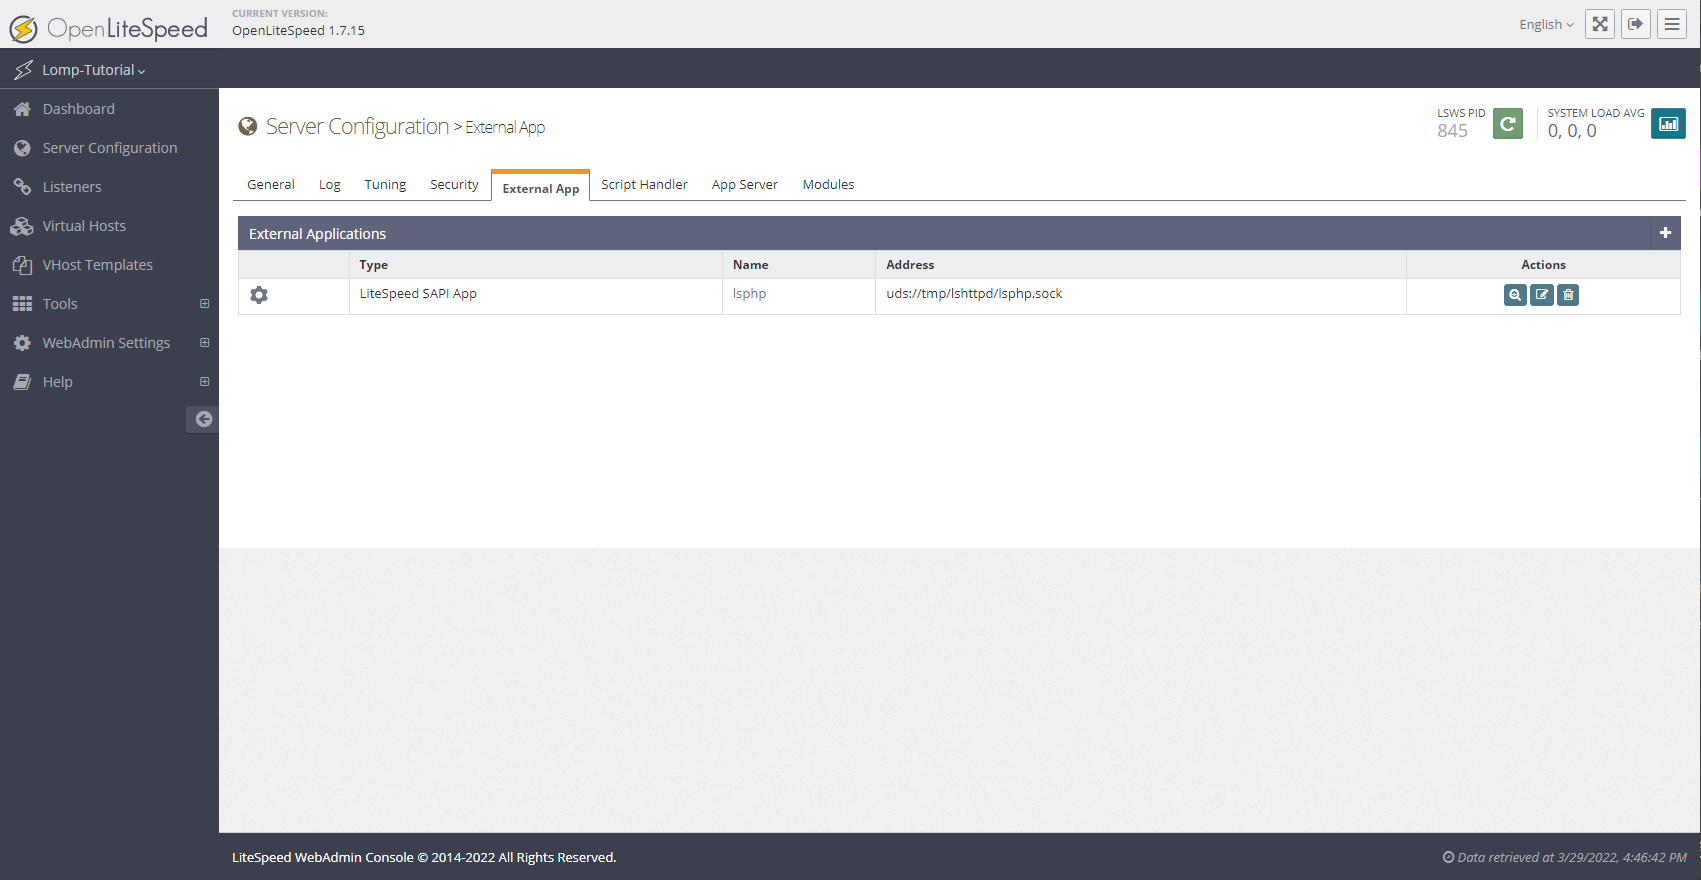 OpenLiteSpeed
CURRENT VERSION:
OpenLiteSpeed 1.7.15
English
Lomp-Tutorial
Dashboard
Server Configuration
Listeners
Virtual Hosts
VHost Templates
Tools
WebAdmin Settings
Help
Server Configuration > External App
LSWS PID
845
SYSTEM LOAD AVG
0, 0, 0
General Log Tuning Security External App Script Handler App Server Modules
External Applications
Type Name Address Actions
LiteSpeed SAPI App lsphp uds://tmp/lshttpd/lsphp.sock
LiteSpeed WebAdmin Console © 2014-2022 All Rights Reserved.
Data retrieved at 3/29/2022, 4:46:42 PM